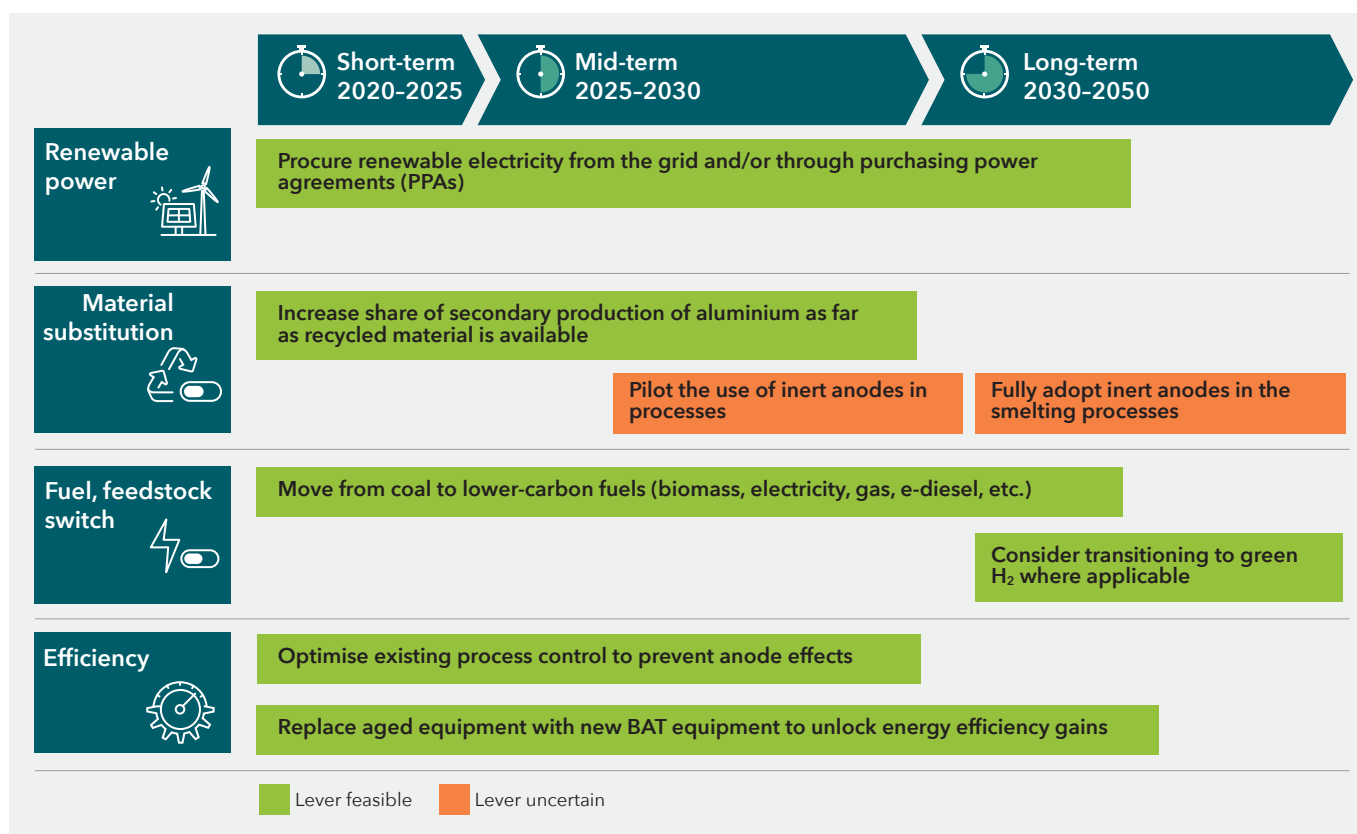 Short-term
2020–2025
Mid-term
2025–2030
Long-term
2030–2050
Renewable
power
Procure renewable electricity from the grid and/or through purchasing power
agreements (PPAs)
Material
substitution
Increase share of secondary production of aluminium as far
as recycled material is available
Pilot the use of inert anodes in
processes
Fully adopt inert anodes in the
smelting processes
Fuel, feedstock
switch
Move from coal to lower-carbon fuels (biomass, electricity, gas, e-diesel, etc.)
Consider transitioning to green
H₂ where applicable
Efficiency
Optimise existing process control to prevent anode effects
Replace aged equipment with new BAT equipment to unlock energy efficiency gains
Lever feasible
Lever uncertain